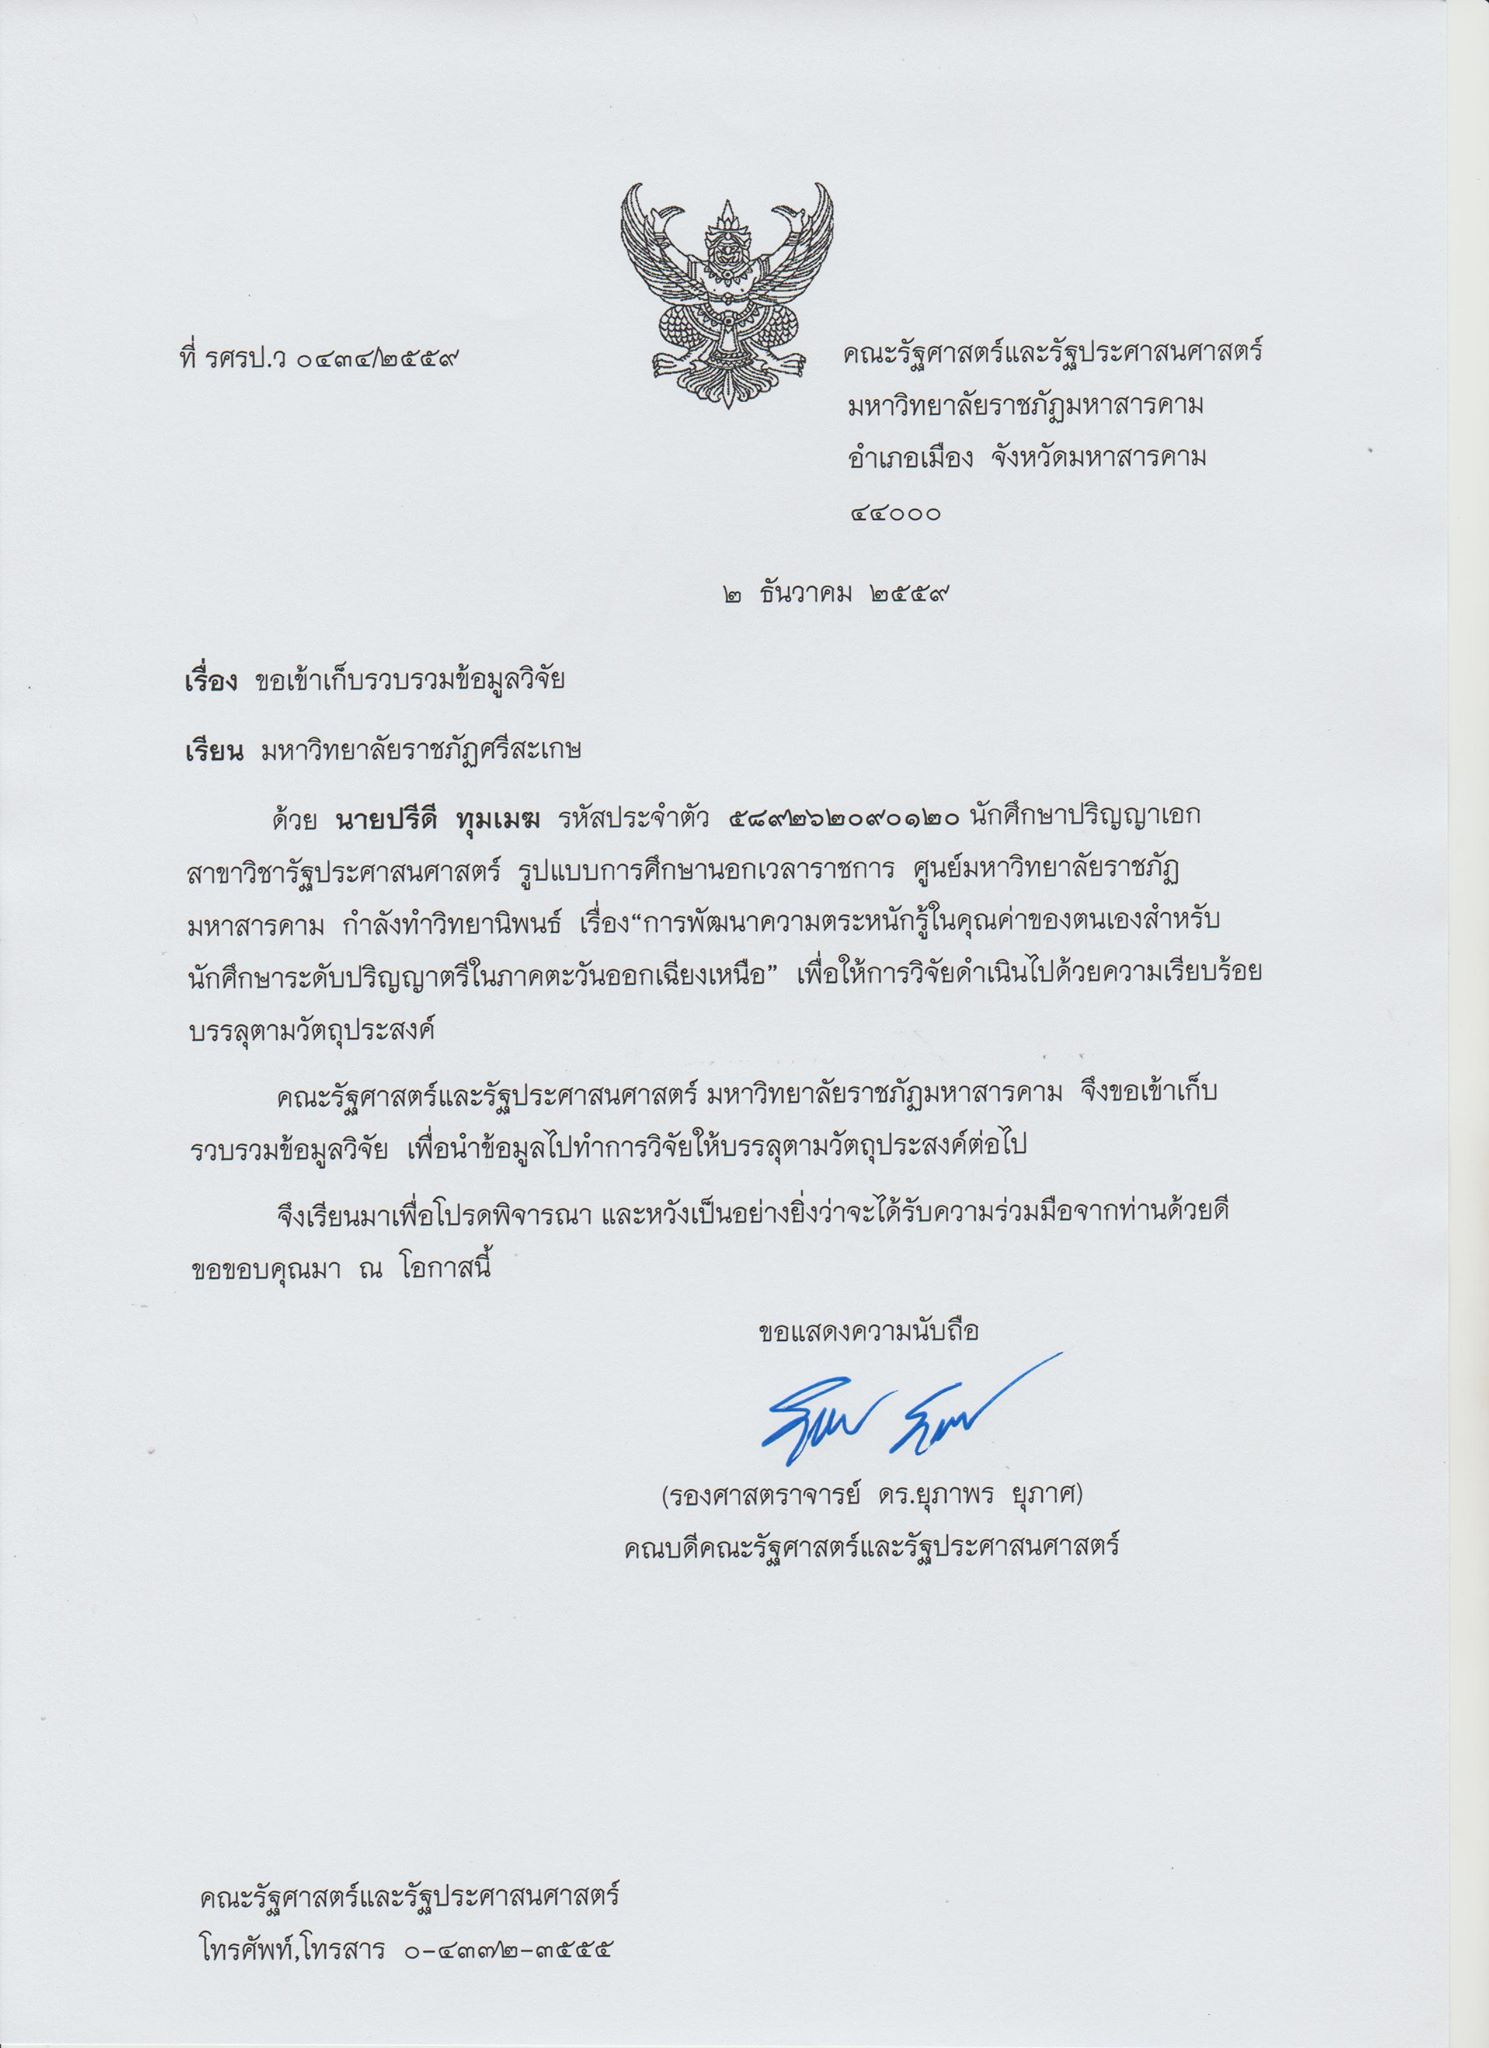 ที่ รศรป.ว ๐๔๓๔/๒๕๕๙
คณะรัฐศาสตร์และรัฐประศาสนศาสตร์
มหาวิทยาลัยราชภัฏมหาสารคาม
อำเภอเมือง จังหวัดมหาสารคาม
๔๔๐๐๐
๒ ธันวาคม ๒๕๕๙
เรื่อง ขอเข้าเก็บรวบรวมข้อมูลวิจัย
เรียน มหาวิทยาลัยราชภัฏศรีสะเกษ
ด้วย นายปรีดี ทุมเมฆ รหัสประจำตัว ๕๘๙๒๖๒๐๙๐๑๒๐ นักศึกษาปริญญาเอก
สาขาวิชารัฐประศาสนศาสตร์ รูปแบบการศึกษานอกเวลาราชการ ศูนย์มหาวิทยาลัยราชภัฏ
มหาสารคาม กำลังทำวิทยานิพนธ์ เรื่อง“การพัฒนาความตระหนักรู้ในคุณค่าของตนเองสำหรับ
นักศึกษาระดับปริญญาตรีในภาคตะวันออกเฉียงเหนือ” เพื่อให้การวิจัยดำเนินไปด้วยความเรียบร้อย
บรรลุตามวัตถุประสงค์
คณะรัฐศาสตร์และรัฐประศาสนศาสตร์ มหาวิทยาลัยราชภัฏมหาสารคาม จึงขอเข้าเก็บ
รวบรวมข้อมูลวิจัย เพื่อนำข้อมูลไปทำการวิจัยให้บรรลุตามวัตถุประสงค์ต่อไป
จึงเรียนมาเพื่อโปรดพิจารณา และหวังเป็นอย่างยิ่งว่าจะได้รับความร่วมมือจากท่านด้วยดี
ขอขอบคุณมา ณ โอกาสนี้
ขอแสดงความนับถือ
(รองศาสตราจารย์ ดร.ยุภาพร ยุภาศ)
คณบดีคณะรัฐศาสตร์และรัฐประศาสนศาสตร์
คณะรัฐศาสตร์และรัฐประศาสนศาสตร์
โทรศัพท์,โทรสาร ๐-๔๓๗๒-๓๕๕๕